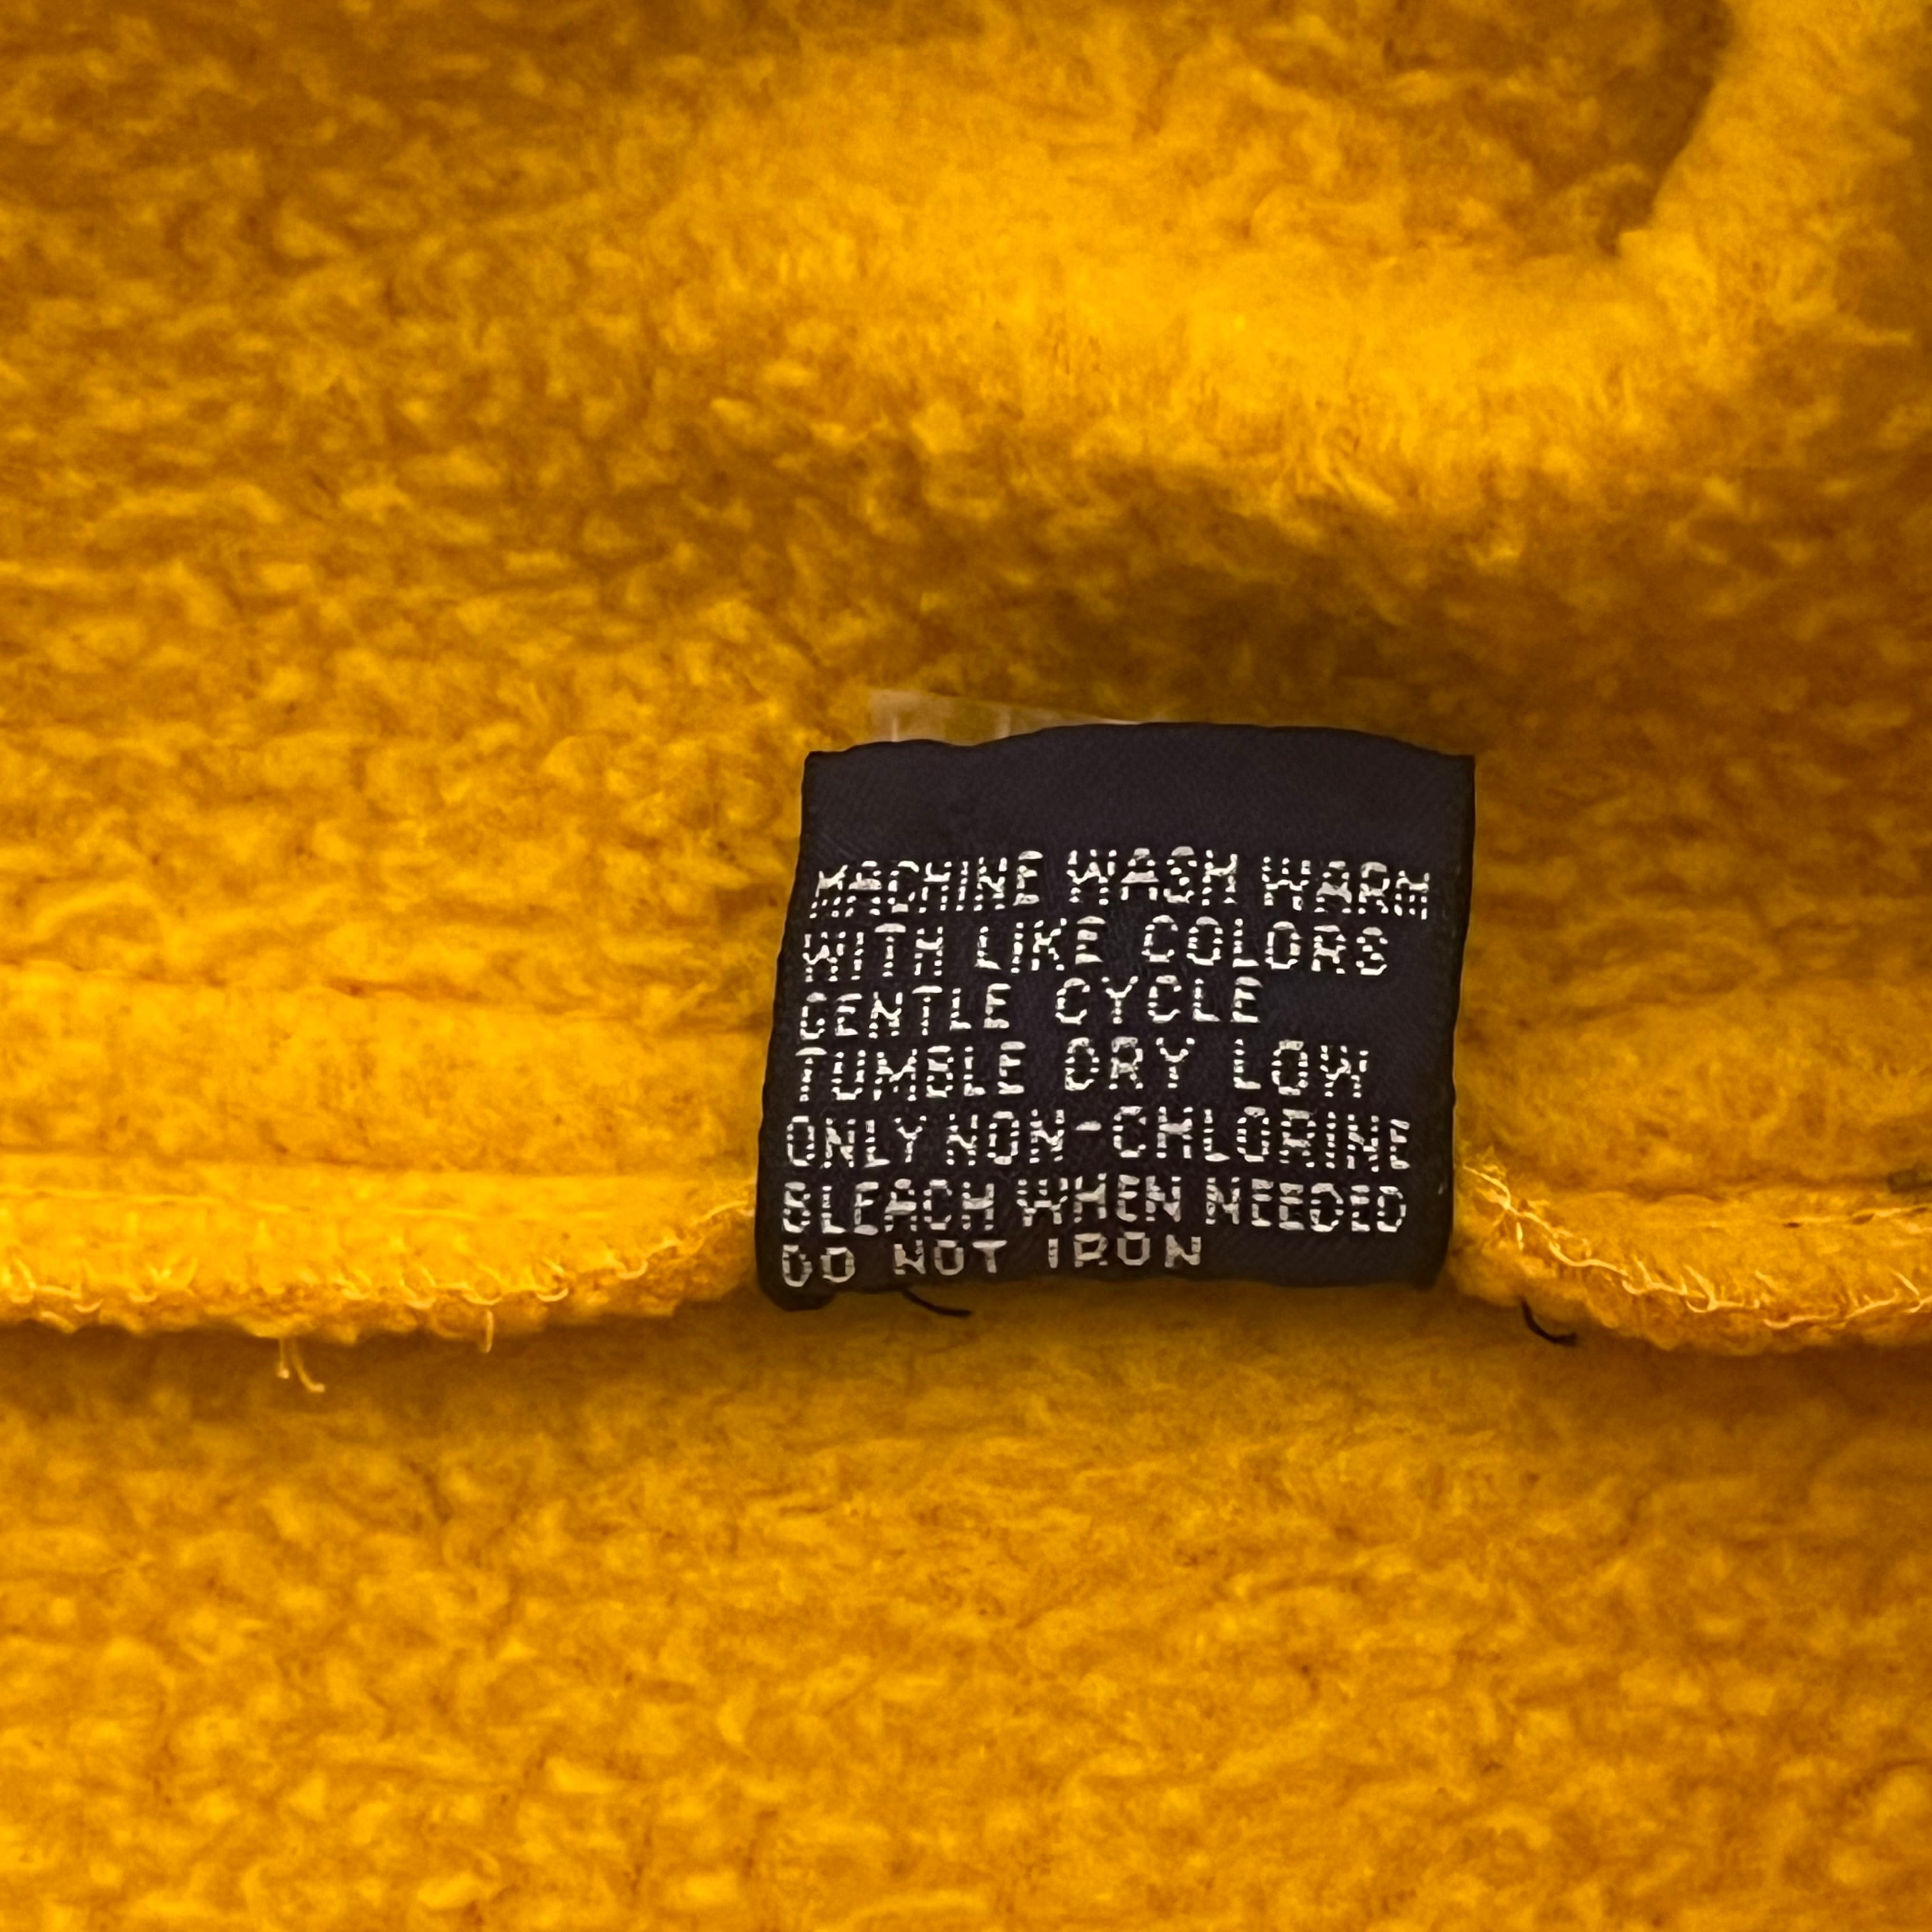 MACHINE WASH WARM
WITH LIKE COLORS
GENTLE CYCLE
TUMBLE DRY LOW
ONLY NON-CHLORINE
BLEACH WHEN NEEDED
DO NOT IRON